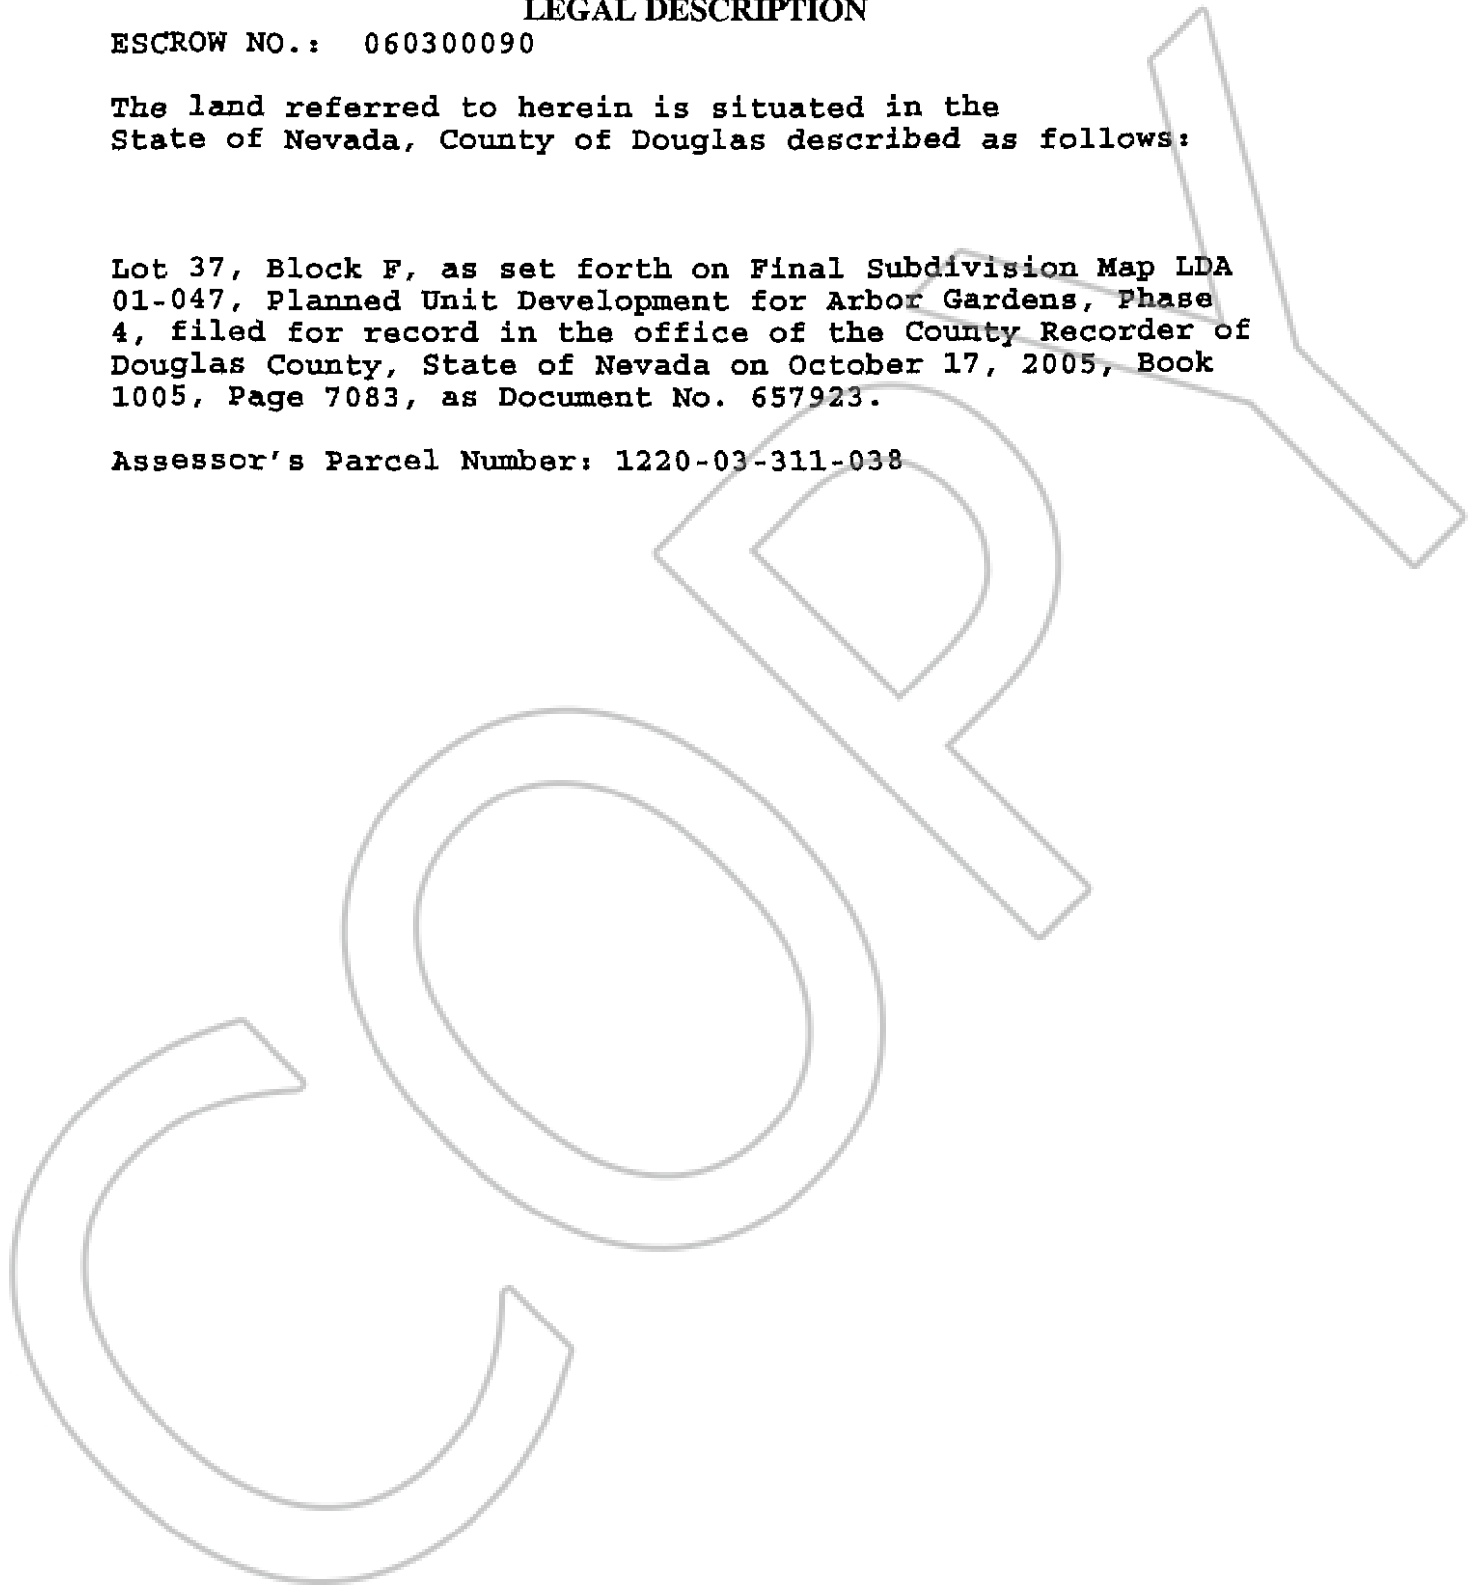 LEGAL DESCRIPTION
ESCROW NO.: 060300090
The land referred to herein is situated in the
State of Nevada, County of Douglas described as follows:
Lot 37, Block F, as set forth on Final Subdivision Map LDA
01-047, Planned Unit Development for Arbor Gardens, Phase
4, filed for record in the office of the County Recorder of
Douglas County, State of Nevada on October 17, 2005, Book
1005, Page 7083, as Document No. 657923.
Assessor's Parcel Number: 1220-03-311-038
COPY